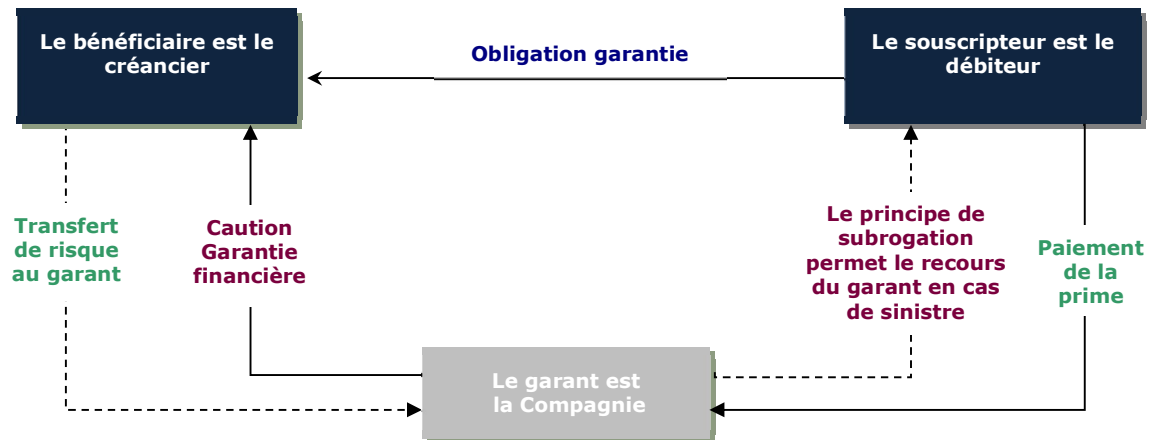 Le bénéficiaire est le
créancier
Obligation garantie
Le souscripteur est le
débiteur
Transfert
de risque
au garant
Caution
Garantie
financière
Le principe de
subrogation
permet le recours
du garant en cas
de sinistre
Paiement
de la
prime
Le garant est
la Compagnie